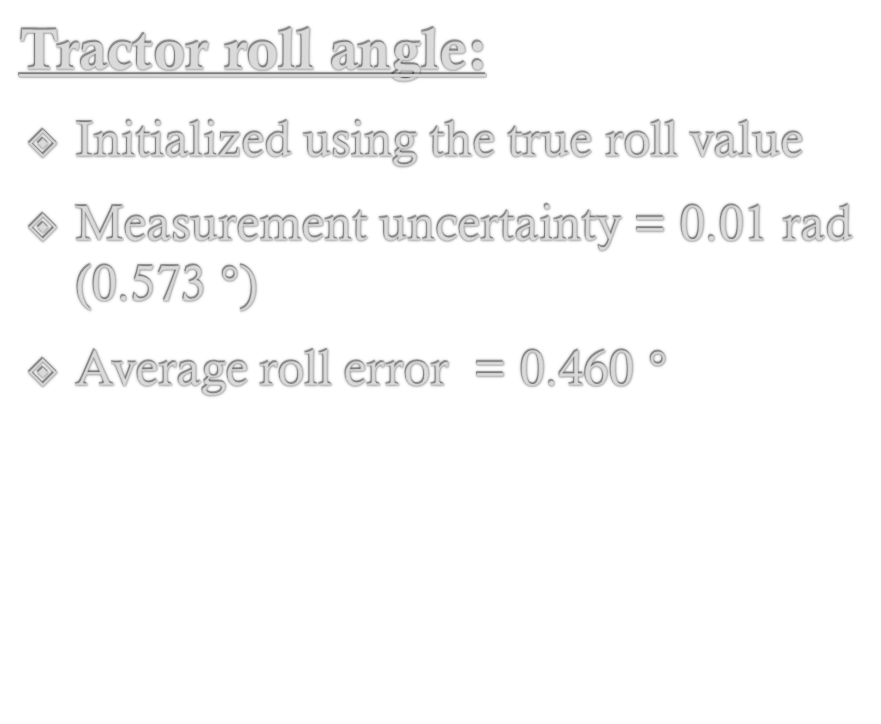 Tractor roll angle:
Initialized using the true roll value
Measurement uncertainty = 0.01 rad
(0.573 °)
Average roll error = 0.460 °